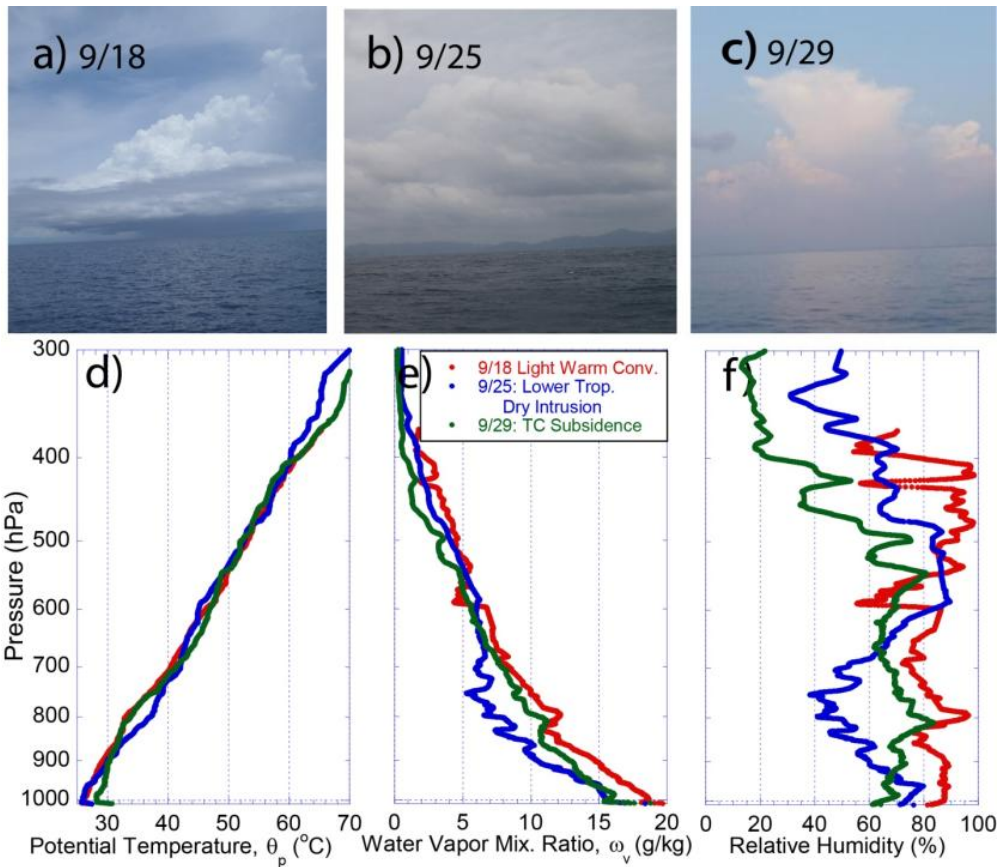 a) 9/18
b) 9/25
c) 9/29
d)
e)
f)
9/18 Light Warm Conv.
9/25: Lower Trop.
Dry Intrusion
9/29: TC Subsidence
300
400
500
600
700
800
900
1000
Pressure (hPa)
30 40 50 60 70
Potential Temperature, θp (°C)
0 5 10 15 20
Water Vapor Mix. Ratio, ωv (g/kg)
0 20 40 60 80 100
Relative Humidity (%)